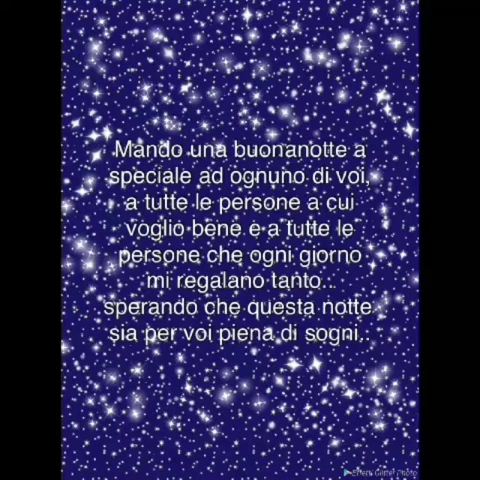 Mando una buonanotte a
speciale ad ognuno di voi,
a tutte le persone a cui
voglio bene e a tutte le
persone che ogni giorno
mi regalano tanto..
sperando che questa notte
sia per voi piena di sogni..